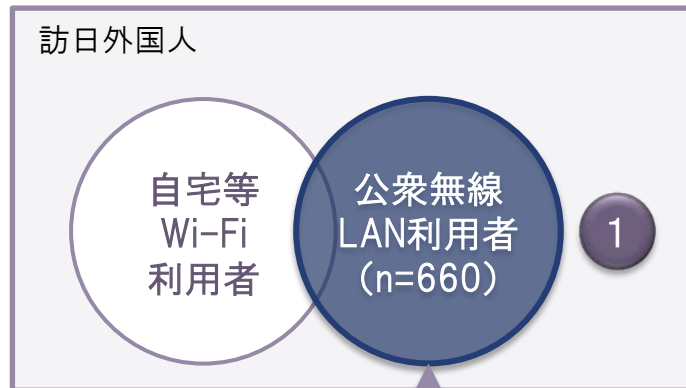 訪日外国人
自宅等
Wi-Fi
利用者
公衆無線
LAN利用者
(n=660)
1